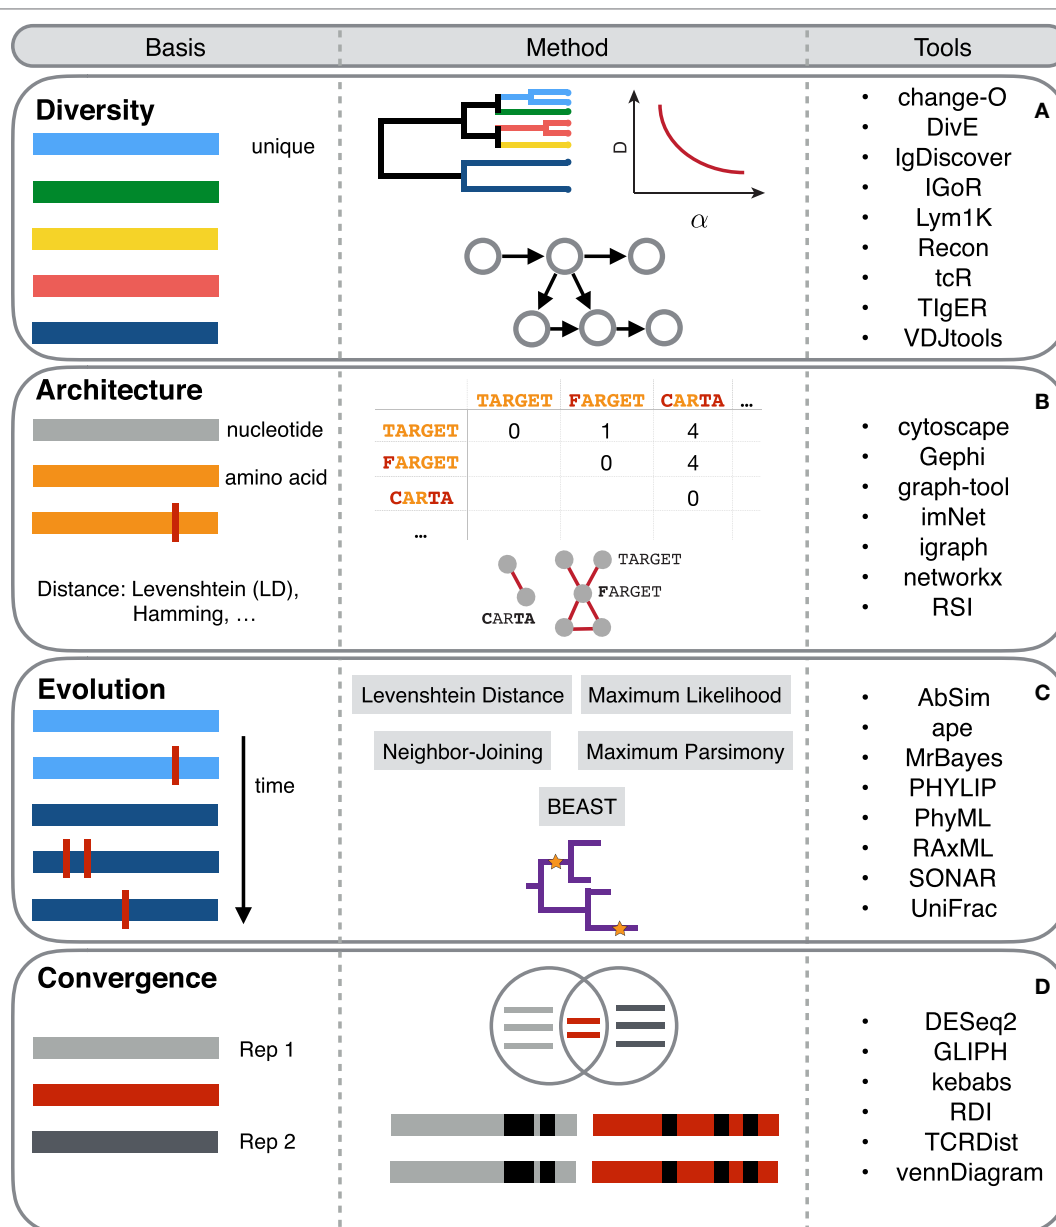 Basis Method Tools
Diversity
A
unique
D
α
• change-O
• DivE
• IgDiscover
• IGoR
• Lym1K
• Recon
• tcR
• TIgER
• VDJtools
Architecture
B
nucleotide
amino acid
Distance: Levenshtein (LD),
Hamming, …
TARGET FARGET CARTA …
TARGET 0 1 4
FARGET 0 4
CARTA 0
…
TARGET
FARGET
CARTA
• cytoscape
• Gephi
• graph-tool
• imNet
• igraph
• networkx
• RSI
Evolution
C
time
Levenshtein Distance Maximum Likelihood
Neighbor-Joining Maximum Parsimony
BEAST
• AbSim
• ape
• MrBayes
• PHYLIP
• PhyML
• RAxML
• SONAR
• UniFrac
Convergence
D
Rep 1
Rep 2
• DESeq2
• GLIPH
• kebabs
• RDI
• TCRDist
• vennDiagram